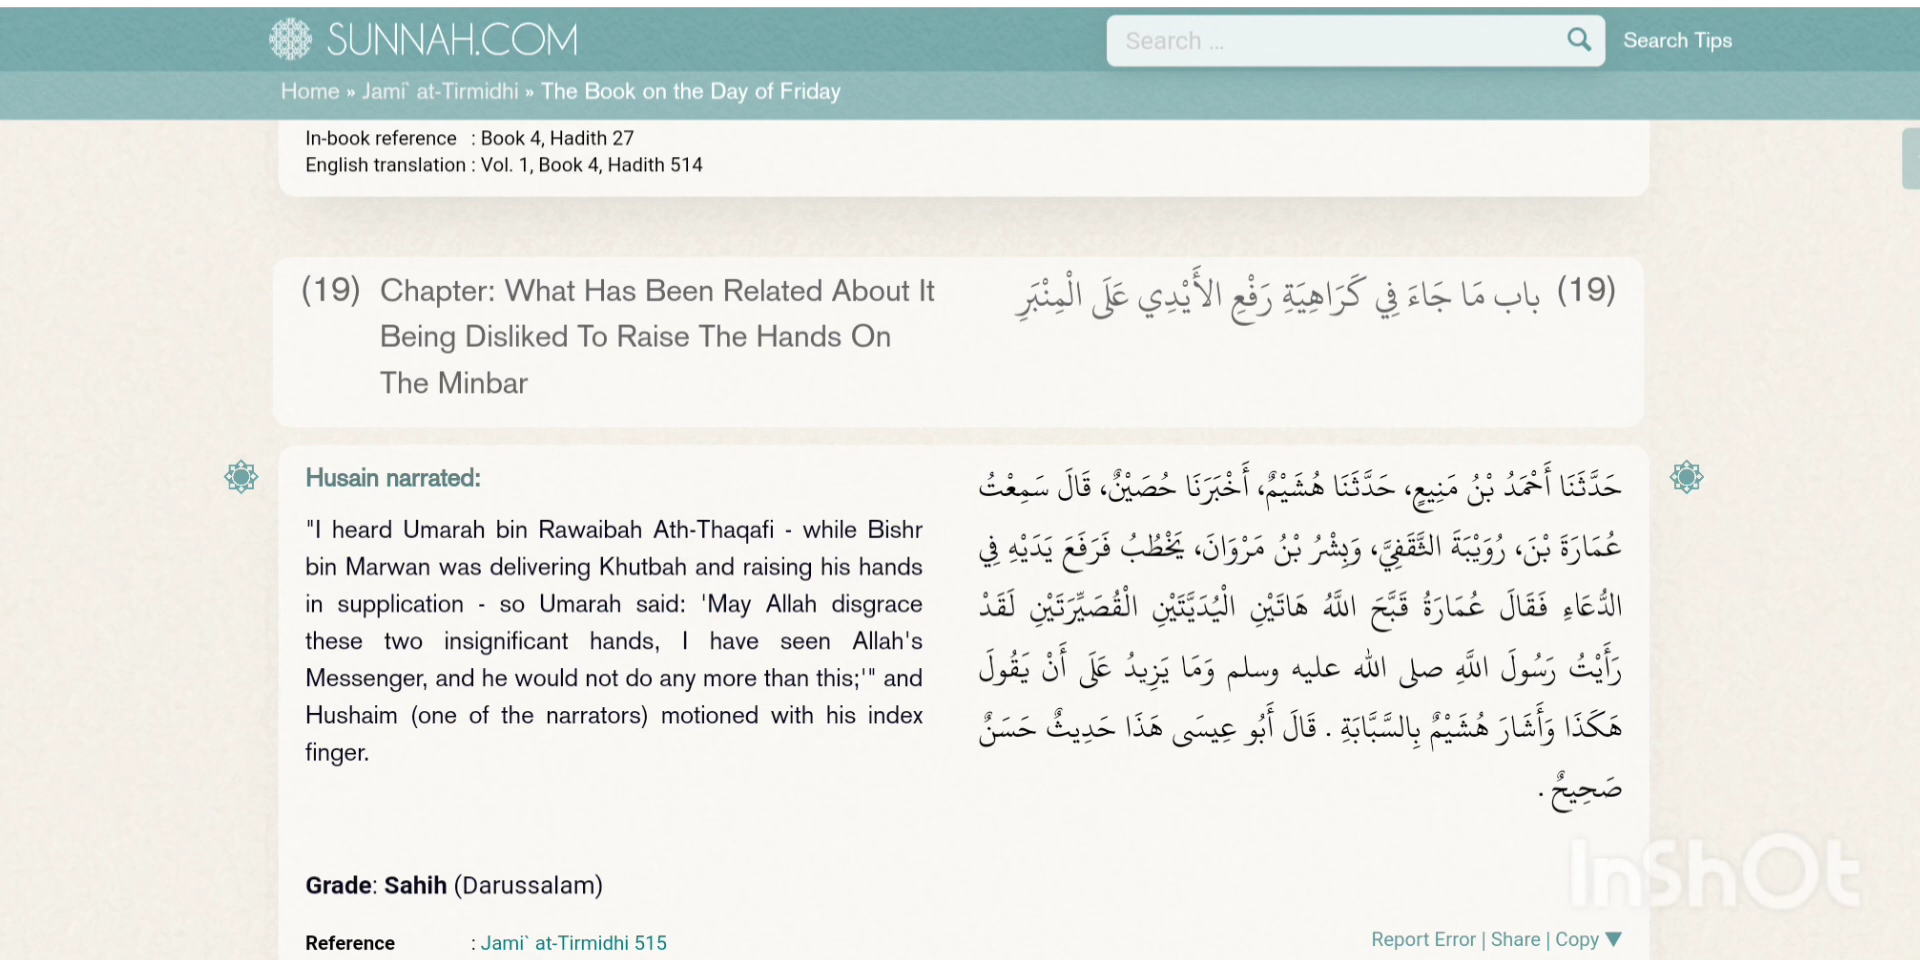 SUNNAH.COM
Search ...
Search Tips
Home » Jami` at-Tirmidhi » The Book on the Day of Friday
In-book reference : Book 4, Hadith 27
English translation : Vol. 1, Book 4, Hadith 514
(19) Chapter: What Has Been Related About It
Being Disliked To Raise The Hands On
The Minbar
(19) باب مَا جَاءَ فِي كَرَاهِيَةِ رَفْعِ الأَيْدِي عَلَى الْمِنْبَرِ
Husain narrated:
"I heard Umarah bin Rawaibah Ath-Thaqafi - while Bishr
bin Marwan was delivering Khutbah and raising his hands
in supplication - so Umarah said: 'May Allah disgrace
these two insignificant hands, I have seen Allah's
Messenger, and he would not do any more than this;'" and
Hushaim (one of the narrators) motioned with his index
finger.
حَدَّثَنَا أَحْمَدُ بْنُ مَنِيعٍ، حَدَّثَنَا هُشَيْمٌ، أَخْبَرَنَا حُصَيْنٌ، قَالَ سَمِعْتُ
عُمَارَةَ بْنَ، رُوَيْبَةَ الثَّقَفِيَّ، وَبِشْرُ بْنُ مَرْوَانَ، يَخْطُبُ فَرَفَعَ يَدَيْهِ فِي
الدُّعَاءِ فَقَالَ عُمَارَةُ قَبَّحَ اللَّهُ هَاتَيْنِ الْيُدَيَّتَيْنِ الْقُصَيِّرَتَيْنِ لَقَدْ
رَأَيْتُ رَسُولَ اللَّهِ صلى الله عليه وسلم وَمَا يَزِيدُ عَلَى أَنْ يَقُولَ
هَكَذَا وَأَشَارَ هُشَيْمٌ بِالسَّبَّابَةِ . قَالَ أَبُو عِيسَى هَذَا حَدِيثٌ حَسَنٌ
صَحِيحٌ .
Grade: Sahih (Darussalam)
Reference : Jami` at-Tirmidhi 515
Report Error | Share | Copy ▼
InShOt